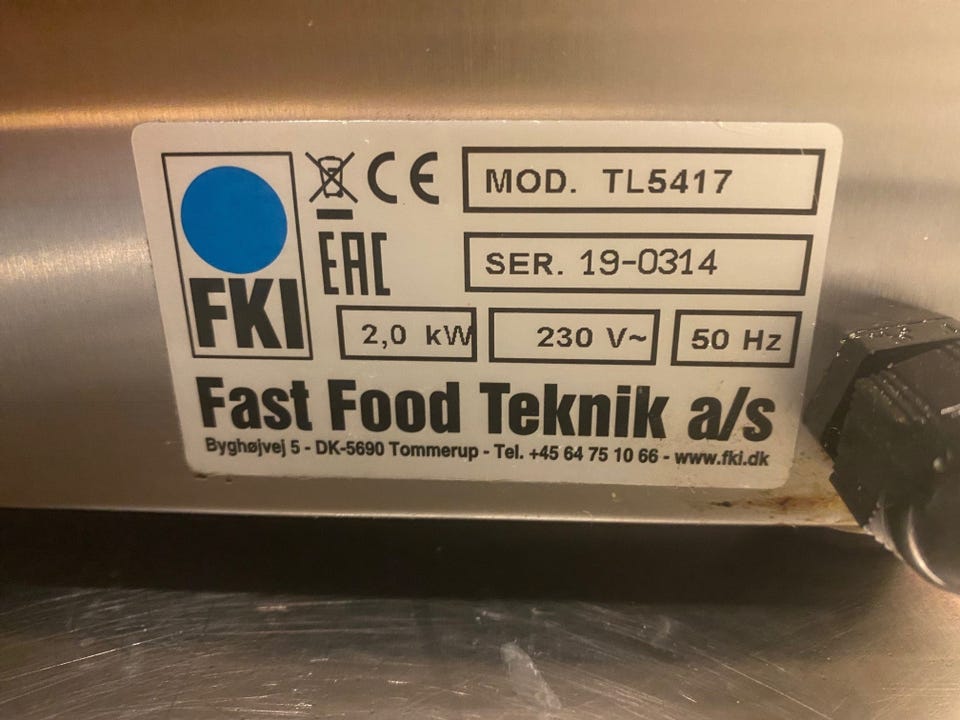 FKI
CE
EAC
MOD. TL5417
SER. 19-0314
2,0 kW
230 V~
50 Hz
Fast Food Teknik a/s
Byghøjvej 5 - DK-5690 Tommerup - Tel. +45 64 75 10 66 - www.fki.dk